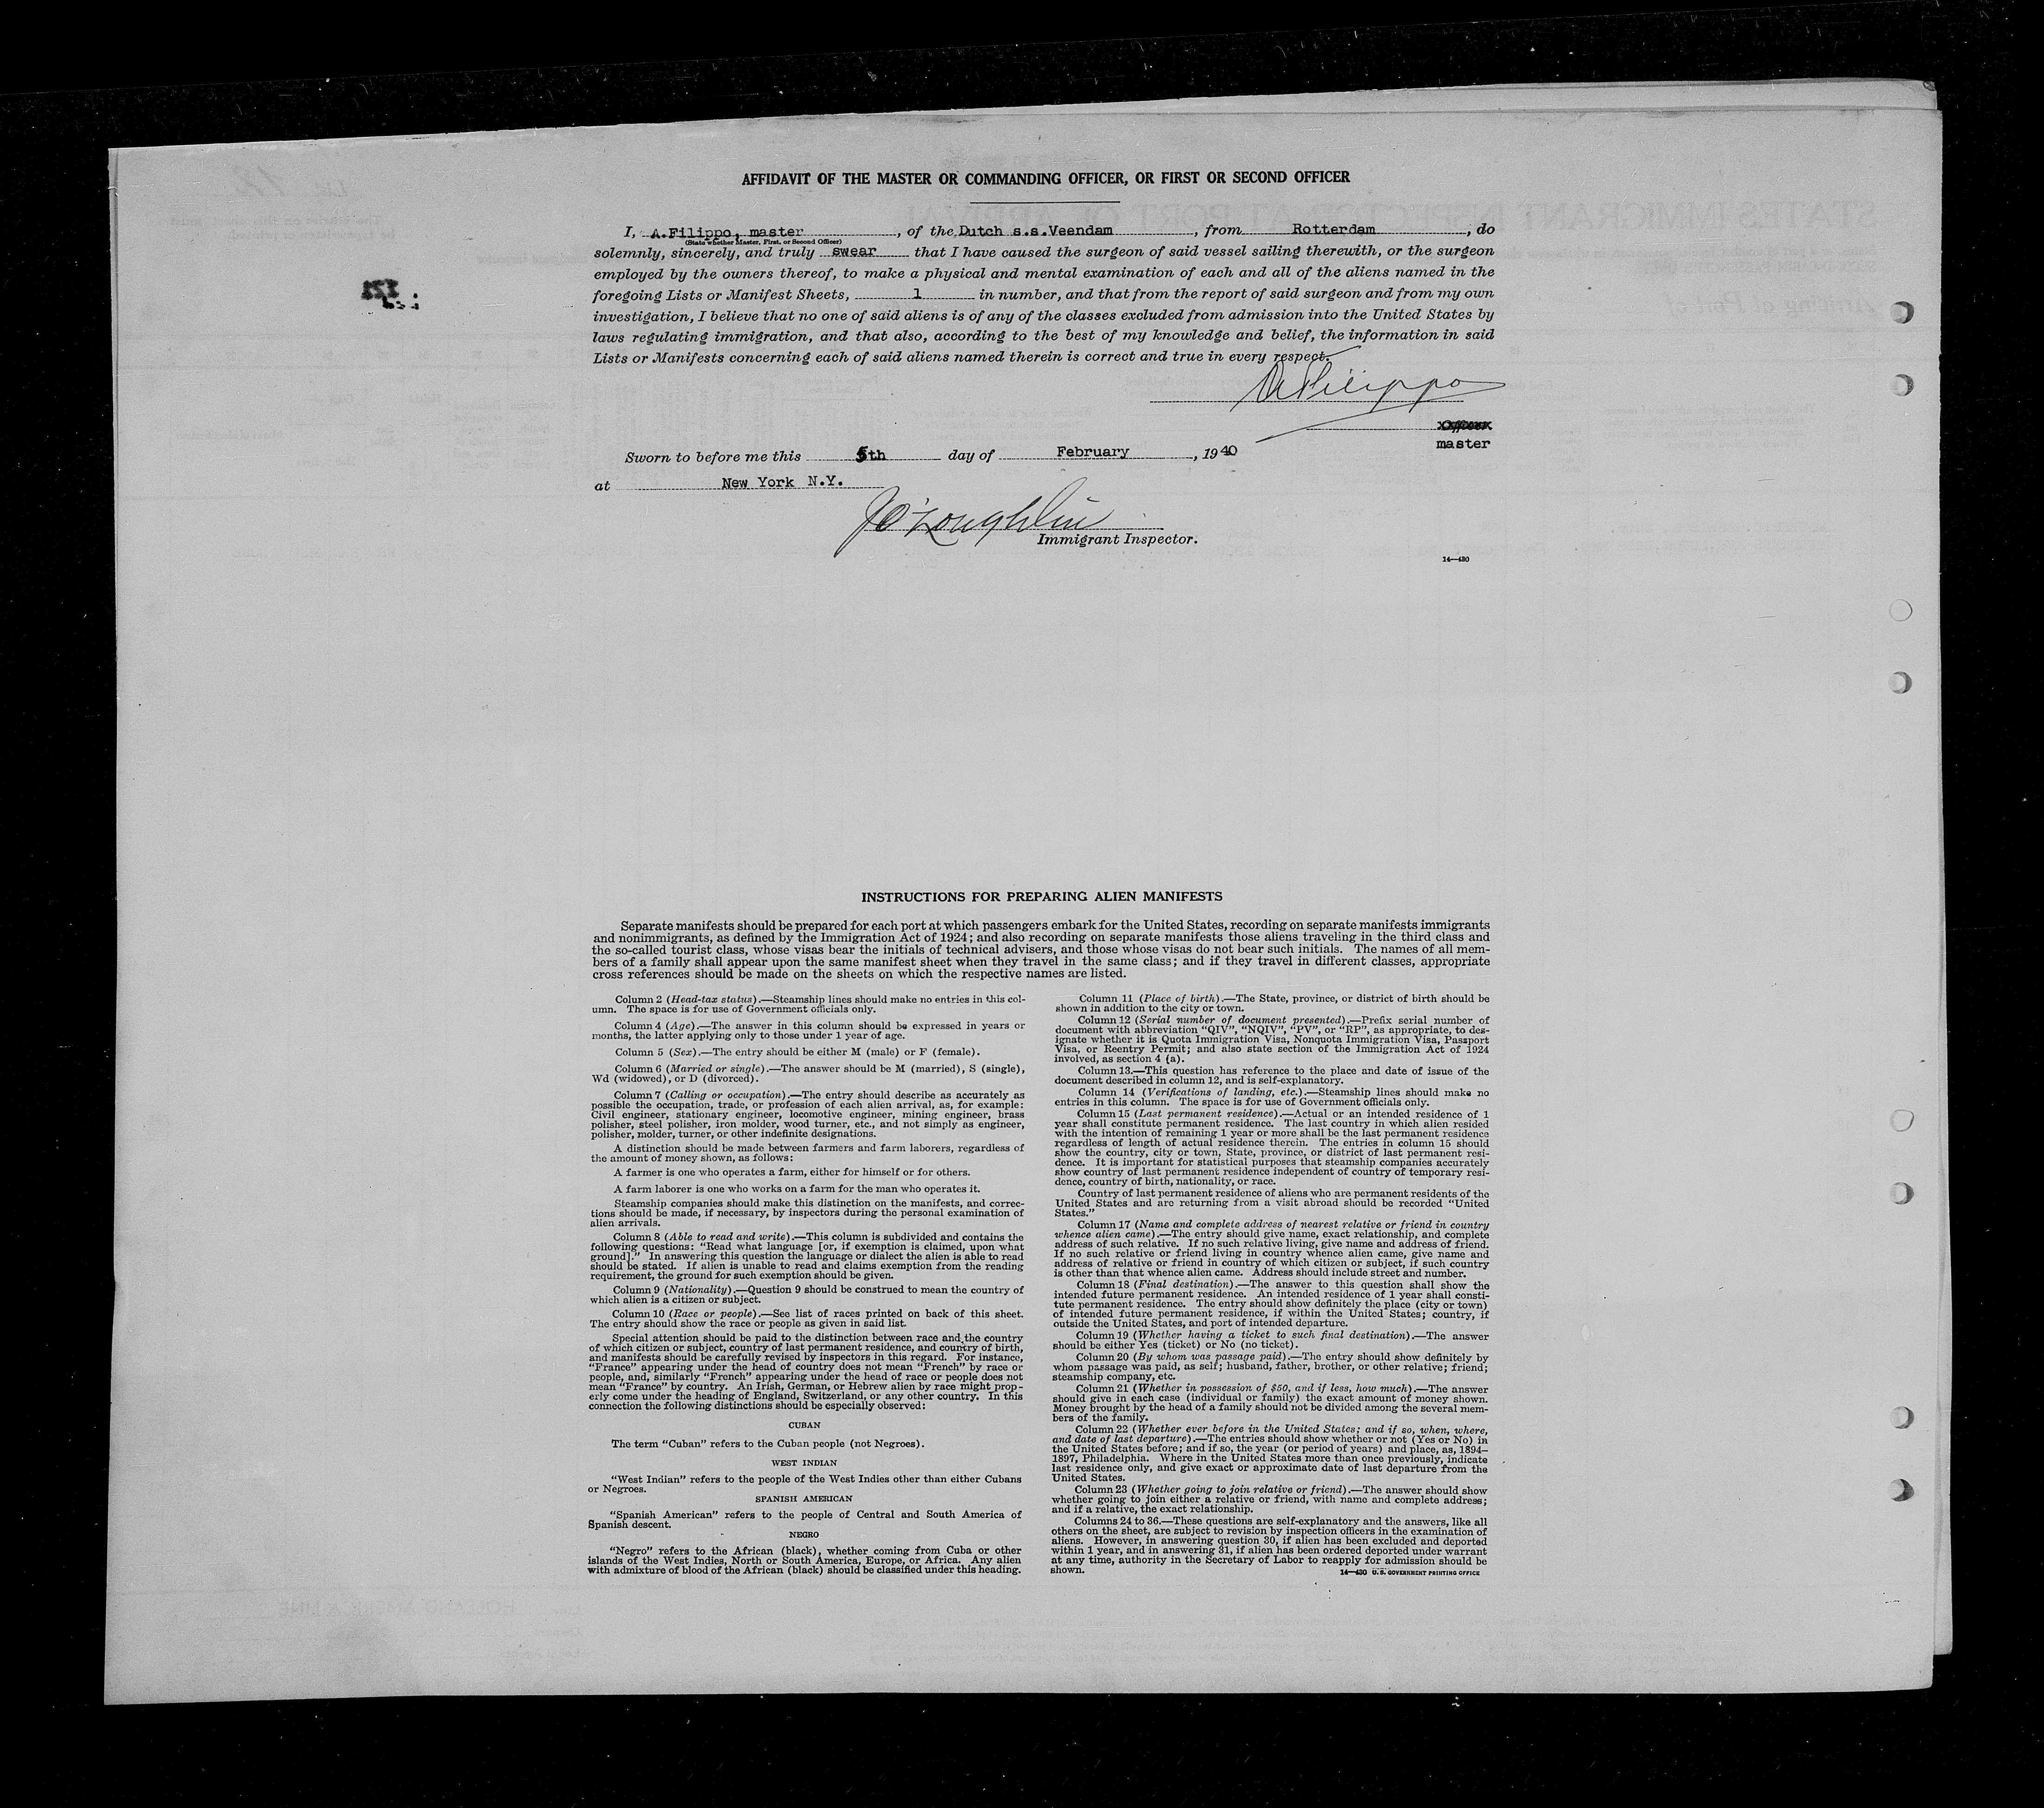 AFFIDAVIT OF THE MASTER OR COMMANDING OFFICER, OR FIRST OR SECOND OFFICER
I, A.Filippo, master, of the Dutch s.s.Veendam, from Rotterdam, do
(State whether Master, First, or Second Officer)
solemnly, sincerely, and truly swear that I have caused the surgeon of said vessel sailing therewith, or the surgeon
employed by the owners thereof, to make a physical and mental examination of each and all of the aliens named in the
foregoing Lists or Manifest Sheets, 1 in number, and that from the report of said surgeon and from my own
investigation, I believe that no one of said aliens is of any of the classes excluded from admission into the United States by
laws regulating immigration, and that also, according to the best of my knowledge and belief, the information in said
Lists or Manifests concerning each of said aliens named therein is correct and true in every respect.
A Filippo
master
Sworn to before me this 5th day of February, 1940
at New York N.Y.
J O'Loughlin
Immigrant Inspector.
14—430
INSTRUCTIONS FOR PREPARING ALIEN MANIFESTS
Separate manifests should be prepared for each port at which passengers embark for the United States, recording on separate manifests immigrants
and nonimmigrants, as defined by the Immigration Act of 1924; and also recording on separate manifests those aliens traveling in the third class and
the so-called tourist class, whose visas bear the initials of technical advisers, and those whose visas do not bear such initials. The names of all mem-
bers of a family shall appear upon the same manifest sheet when they travel in the same class; and if they travel in different classes, appropriate
cross references should be made on the sheets on which the respective names are listed.
Column 2 (Head-tax status).—Steamship lines should make no entries in this col-
umn. The space is for use of Government officials only.
Column 4 (Age).—The answer in this column should be expressed in years or
months, the latter applying only to those under 1 year of age.
Column 5 (Sex).—The entry should be either M (male) or F (female).
Column 6 (Married or single).—The answer should be M (married), S (single),
Wd (widowed), or D (divorced).
Column 7 (Calling or occupation).—The entry should describe as accurately as
possible the occupation, trade, or profession of each alien arrival, as, for example:
Civil engineer, stationary engineer, locomotive engineer, mining engineer, brass
polisher, steel polisher, iron molder, wood turner, etc., and not simply as engineer,
polisher, molder, turner, or other indefinite designations.
A distinction should be made between farmers and farm laborers, regardless of
the amount of money shown, as follows:
A farmer is one who operates a farm, either for himself or for others.
A farm laborer is one who works on a farm for the man who operates it.
Steamship companies should make this distinction on the manifests, and correc-
tions should be made, if necessary, by inspectors during the personal examination of
alien arrivals.
Column 8 (Able to read and write).—This column is subdivided and contains the
following questions: “Read what language [or, if exemption is claimed, upon what
ground].” In answering this question the language or dialect the alien is able to read
should be stated. If alien is unable to read and claims exemption from the reading
requirement, the ground for such exemption should be given.
Column 9 (Nationality).—Question 9 should be construed to mean the country of
which alien is a citizen or subject.
Column 10 (Race or people).—See list of races printed on back of this sheet.
The entry should show the race or people as given in said list.
Special attention should be paid to the distinction between race and the country
of which citizen or subject, country of last permanent residence, and country of birth,
and manifests should be carefully revised by inspectors in this regard. For instance,
“France” appearing under the head of country does not mean “French” by race or
people, and, similarly “French” appearing under the head of race or people does not
mean “France” by country. An Irish, German, or Hebrew alien by race might prop-
erly come under the heading of England, Switzerland, or any other country. In this
connection the following distinctions should be especially observed:
CUBAN
The term “Cuban” refers to the Cuban people (not Negroes).
WEST INDIAN
“West Indian” refers to the people of the West Indies other than either Cubans
or Negroes.
SPANISH AMERICAN
“Spanish American” refers to the people of Central and South America of
Spanish descent.
NEGRO
“Negro” refers to the African (black), whether coming from Cuba or other
islands of the West Indies, North or South America, Europe, or Africa. Any alien
with admixture of blood of the African (black) should be classified under this heading.
Column 11 (Place of birth).—The State, province, or district of birth should be
shown in addition to the city or town.
Column 12 (Serial number of document presented).—Prefix serial number of
document with abbreviation “QIV”, “NQIV”, “PV”, or “RP”, as appropriate, to des-
ignate whether it is Quota Immigration Visa, Nonquota Immigration Visa, Passport
Visa, or Reentry Permit; and also state section of the Immigration Act of 1924
involved, as section 4 (a).
Column 13.—This question has reference to the place and date of issue of the
document described in column 12, and is self-explanatory.
Column 14 (Verifications of landing, etc.).—Steamship lines should make no
entries in this column. The space is for use of Government officials only.
Column 15 (Last permanent residence).—Actual or an intended residence of 1
year shall constitute permanent residence. The last country in which alien resided
with the intention of remaining 1 year or more shall be the last permanent residence
regardless of length of actual residence therein. The entries in column 15 should
show the country, city or town, State, province, or district of last permanent resi-
dence. It is important for statistical purposes that steamship companies accurately
show country of last permanent residence independent of country of temporary resi-
dence, country of birth, nationality, or race.
Country of last permanent residence of aliens who are permanent residents of the
United States and are returning from a visit abroad should be recorded “United
States.”
Column 17 (Name and complete address of nearest relative or friend in country
whence alien came).—The entry should give name, exact relationship, and complete
address of such relative. If no such relative living, give name and address of friend.
If no such relative or friend living in country whence alien came, give name and
address of relative or friend in country of which citizen or subject, if such country
is other than that whence alien came. Address should include street and number.
Column 18 (Final destination).—The answer to this question shall show the
intended future permanent residence. An intended residence of 1 year shall consti-
tute permanent residence. The entry should show definitely the place (city or town)
of intended future permanent residence, if within the United States; country, if
outside the United States, and port of intended departure.
Column 19 (Whether having a ticket to such final destination).—The answer
should be either Yes (ticket) or No (no ticket).
Column 20 (By whom was passage paid).—The entry should show definitely by
whom passage was paid, as self; husband, father, brother, or other relative; friend;
steamship company, etc.
Column 21 (Whether in possession of $50, and if less, how much).—The answer
should give in each case (individual or family) the exact amount of money shown.
Money brought by the head of a family should not be divided among the several mem-
bers of the family.
Column 22 (Whether ever before in the United States; and if so, when, where,
and date of last departure).—The entries should show whether or not (Yes or No) in
the United States before; and if so, the year (or period of years) and place, as, 1894–
1897, Philadelphia. Where in the United States more than once previously, indicate
last residence only, and give exact or approximate date of last departure from the
United States.
Column 23 (Whether going to join relative or friend).—The answer should show
whether going to join either a relative or friend, with name and complete address;
and if a relative, the exact relationship.
Columns 24 to 36.—These questions are self-explanatory and the answers, like all
others on the sheet, are subject to revision by inspection officers in the examination of
aliens. However, in answering question 30, if alien has been excluded and deported
within 1 year, and in answering 31, if alien has been ordered deported under warrant
at any time, authority in the Secretary of Labor to reapply for admission should be
shown.
14—430 U. S. GOVERNMENT PRINTING OFFICE